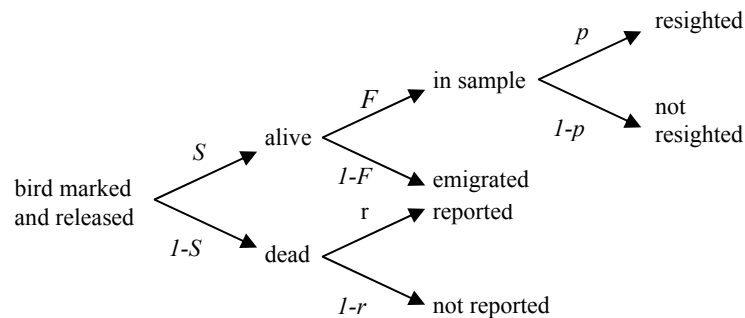 p
resighted
F
in sample
not
resighted
1-p
S
alive
1-F
emigrated
bird marked
and released
r
reported
1-S
dead
1-r
not reported